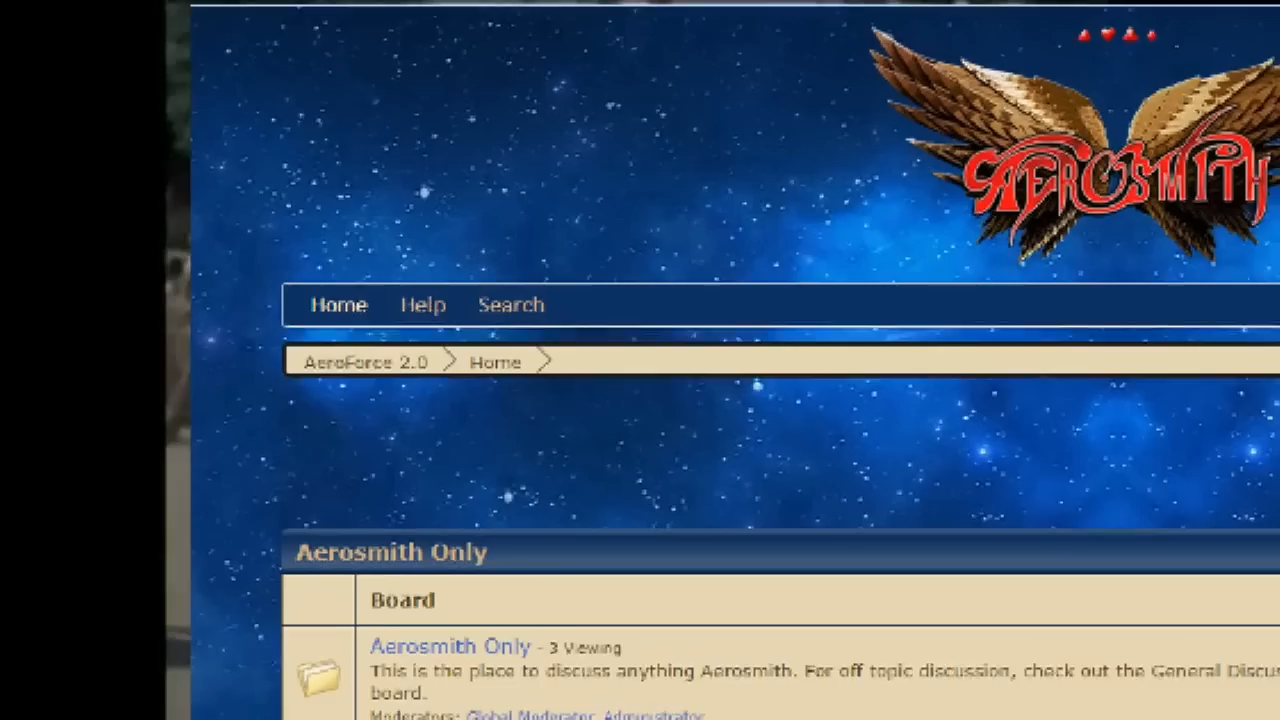 AEROSMITH
Home Help Search
AeroForce 2.0 Home
Aerosmith Only
Board
Aerosmith Only - 3 Viewing
This is the place to discuss anything Aerosmith. For off topic discussion, check out the General Discus
board.
Moderators: Global Moderator, Administrator